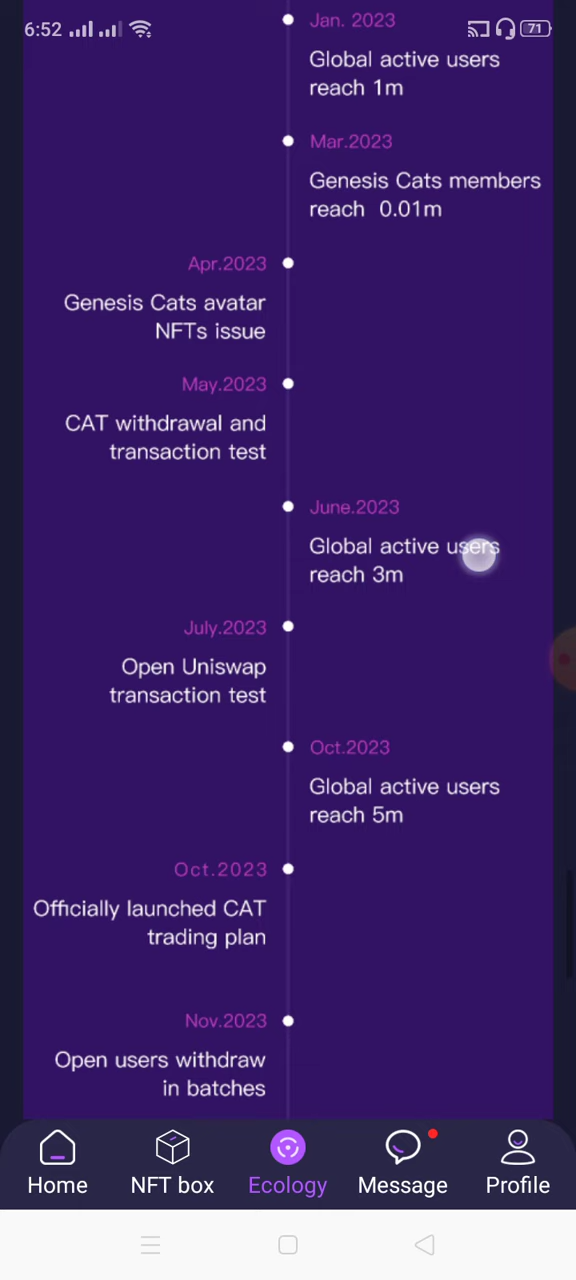 6:52
71
Jan. 2023
Global active users
reach 1m
Mar.2023
Genesis Cats members
reach 0.01m
Apr.2023
Genesis Cats avatar
NFTs issue
May.2023
CAT withdrawal and
transaction test
June.2023
Global active users
reach 3m
July.2023
Open Uniswap
transaction test
Oct.2023
Global active users
reach 5m
Oct.2023
Officially launched CAT
trading plan
Nov.2023
Open users withdraw
in batches
Home
NFT box
Ecology
Message
Profile